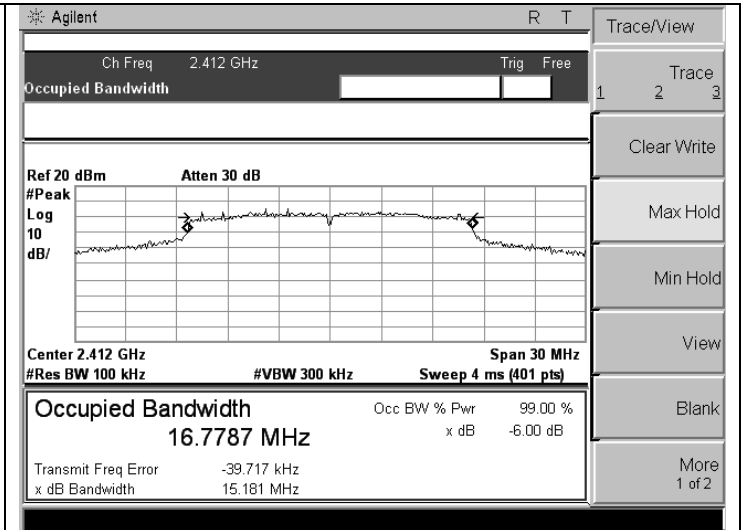 Agilent R T
Ch Freq 2.412 GHz Trig Free
Occupied Bandwidth
Ref 20 dBm Atten 30 dB
#Peak
Log
10
dB/
Center 2.412 GHz Span 30 MHz
#Res BW 100 kHz #VBW 300 kHz Sweep 4 ms (401 pts)
Occupied Bandwidth Occ BW % Pwr 99.00 %
16.7787 MHz x dB -6.00 dB
Transmit Freq Error -39.717 kHz
x dB Bandwidth 15.181 MHz
Trace/View
Trace
1 2 3
Clear Write
Max Hold
Min Hold
View
Blank
More
1 of 2